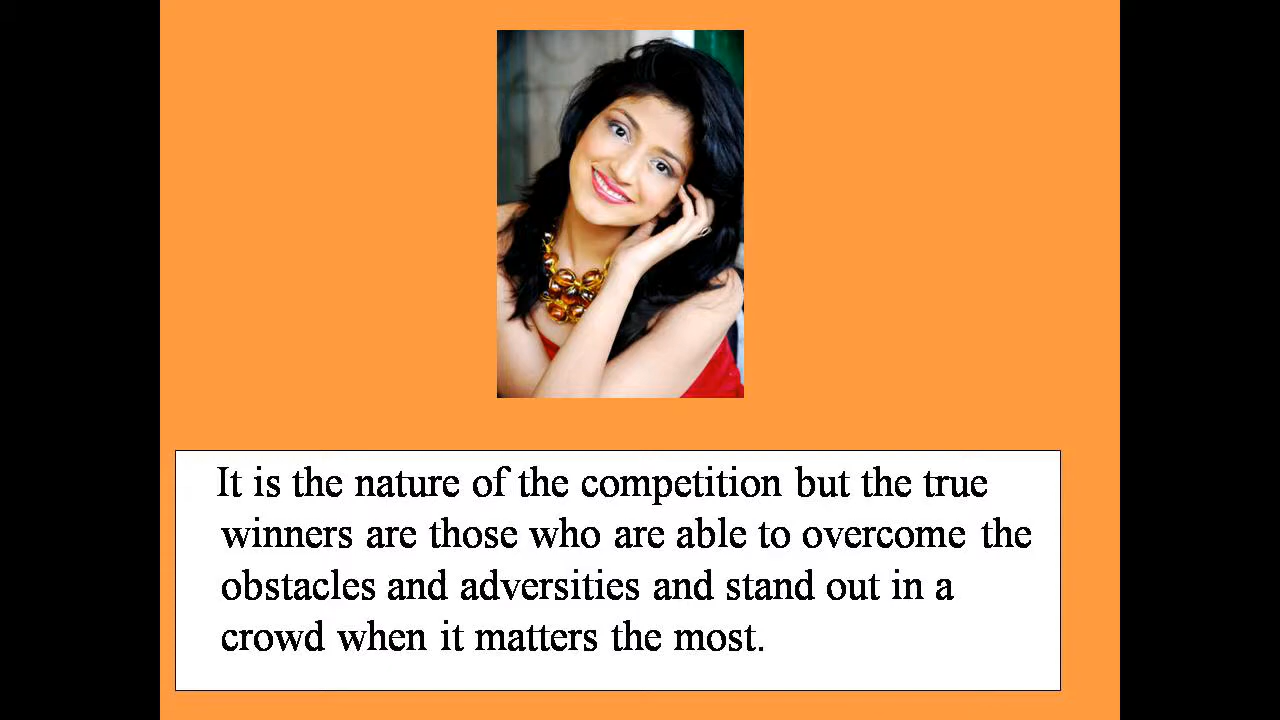 It is the nature of the competition but the true
winners are those who are able to overcome the
obstacles and adversities and stand out in a
crowd when it matters the most.